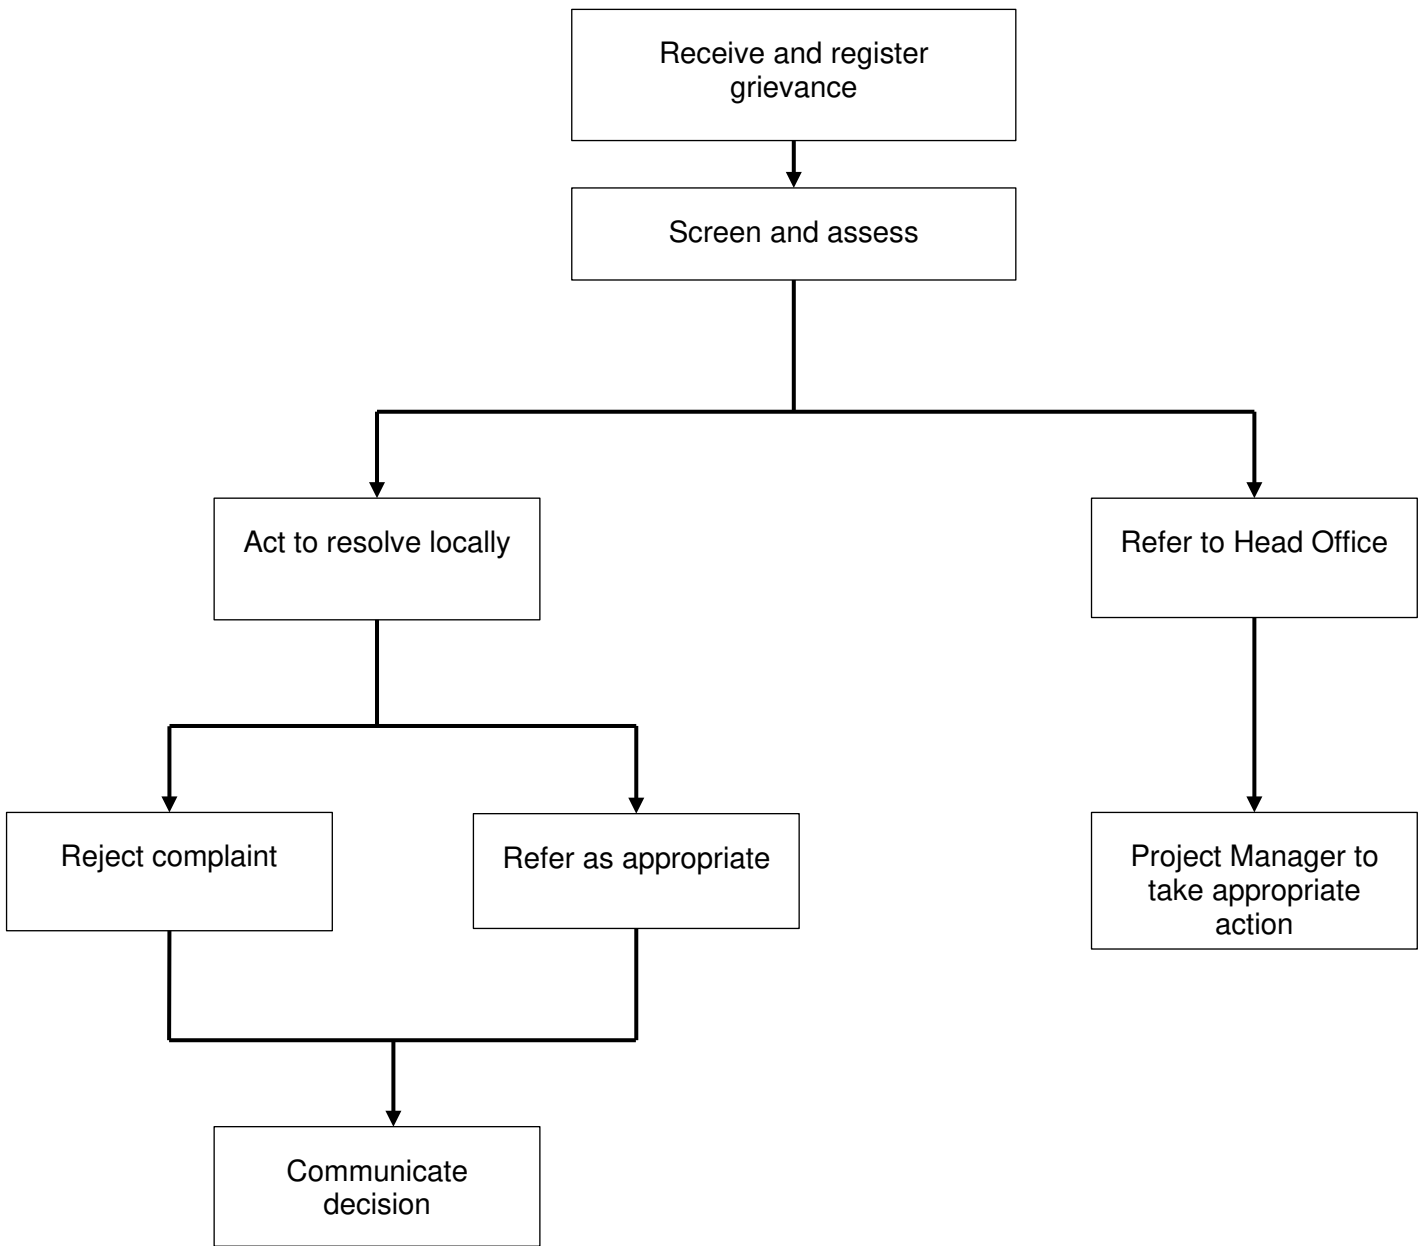 Receive and register
grievance
Screen and assess
Act to resolve locally
Refer to Head Office
Reject complaint
Refer as appropriate
Project Manager to
take appropriate
action
Communicate
decision